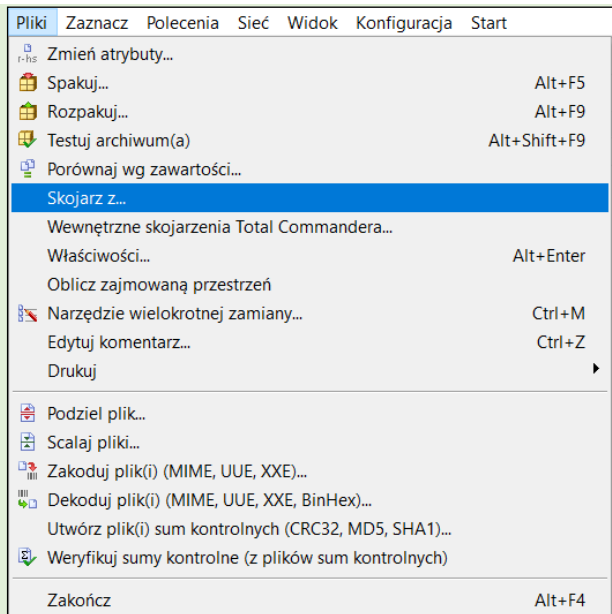 Pliki Zaznacz Polecenia Sieć Widok Konfiguracja Start
r-hs Zmień atrybuty...
Spakuj... Alt+F5
Rozpakuj... Alt+F9
Testuj archiwum(a) Alt+Shift+F9
Porównaj wg zawartości...
Skojarz z...
Wewnętrzne skojarzenia Total Commandera...
Właściwości... Alt+Enter
Oblicz zajmowaną przestrzeń
Narzędzie wielokrotnej zamiany... Ctrl+M
Edytuj komentarz... Ctrl+Z
Drukuj
Podziel plik...
Scalaj pliki...
Zakoduj plik(i) (MIME, UUE, XXE)...
Dekoduj plik(i) (MIME, UUE, XXE, BinHex)...
Utwórz plik(i) sum kontrolnych (CRC32, MD5, SHA1)...
Weryfikuj sumy kontrolne (z plików sum kontrolnych)
Zakończ Alt+F4